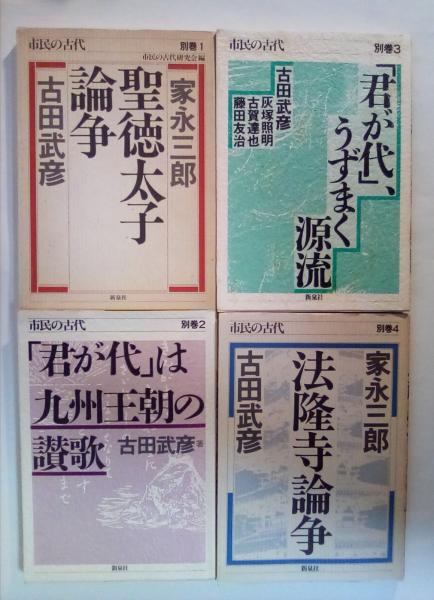 市民の古代
別巻1
市民の古代研究会編
家永三郎
聖徳太子
論争
古田武彦
新泉社
市民の古代
別巻3
「君が代」、
うずまく
源流
古田武彦
灰塚照明
古賀達也
藤田友治
新泉社
市民の古代
別巻2
「君が代」は
九州王朝の
讃歌
古田武彦著
新泉社
市民の古代
別巻4
家永三郎
法隆寺論争
古田武彦
新泉社